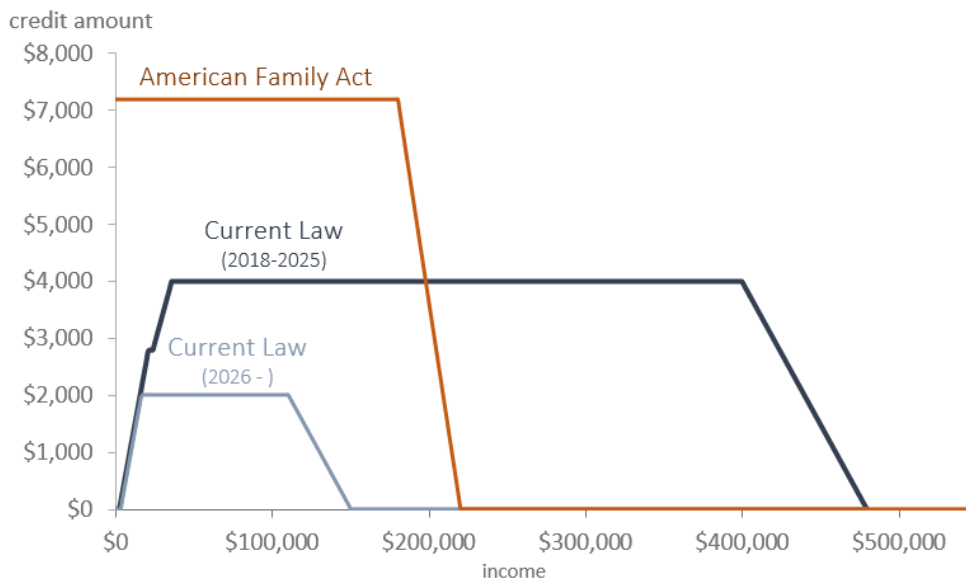 credit amount
$8,000
American Family Act
$7,000
$6,000
$5,000
Current Law
(2018-2025)
$4,000
$3,000
Current Law
(2026 - )
$2,000
$1,000
$0
$0 $100,000 $200,000 $300,000 $400,000 $500,000
income